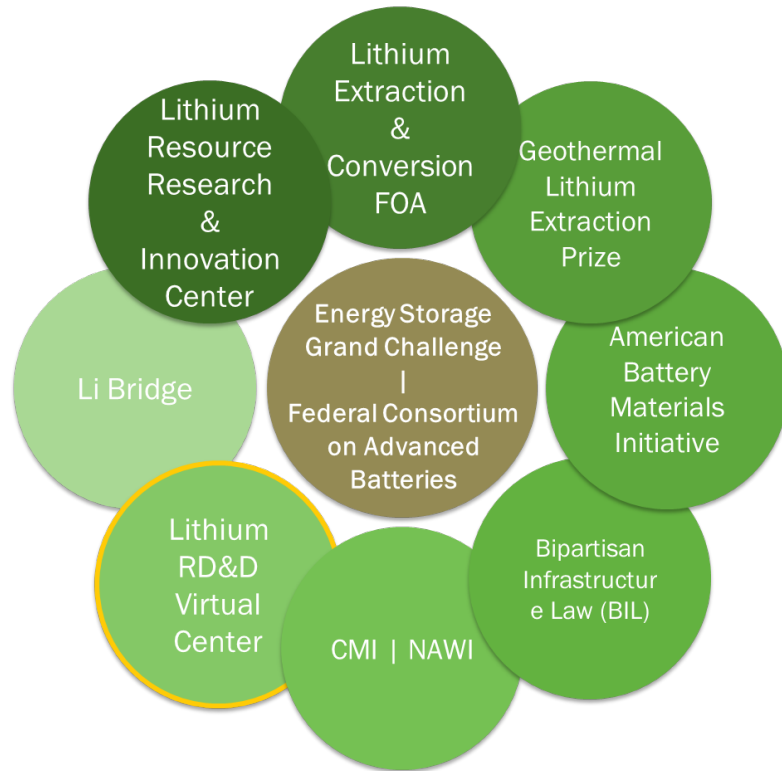 Lithium
Extraction
&
Conversion
FOA
Geothermal
Lithium
Extraction
Prize
American
Battery
Materials
Initiative
Bipartisan
Infrastructur
e Law (BIL)
CMI | NAWI
Lithium
RD&D
Virtual
Center
Li Bridge
Lithium
Resource
Research
&
Innovation
Center
Energy Storage
Grand Challenge
|
Federal Consortium
on Advanced
Batteries